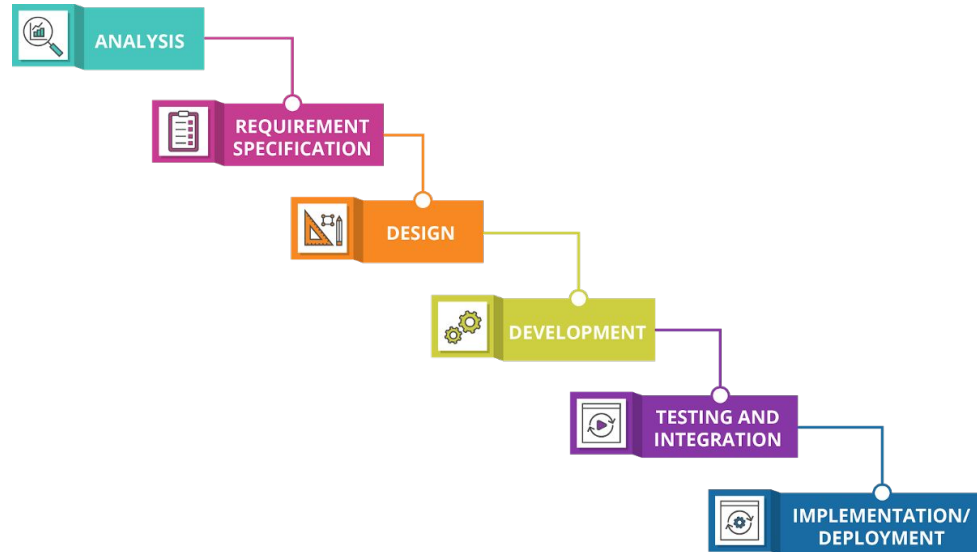 ANALYSIS
REQUIREMENT
SPECIFICATION
DESIGN
DEVELOPMENT
TESTING AND
INTEGRATION
IMPLEMENTATION/
DEPLOYMENT